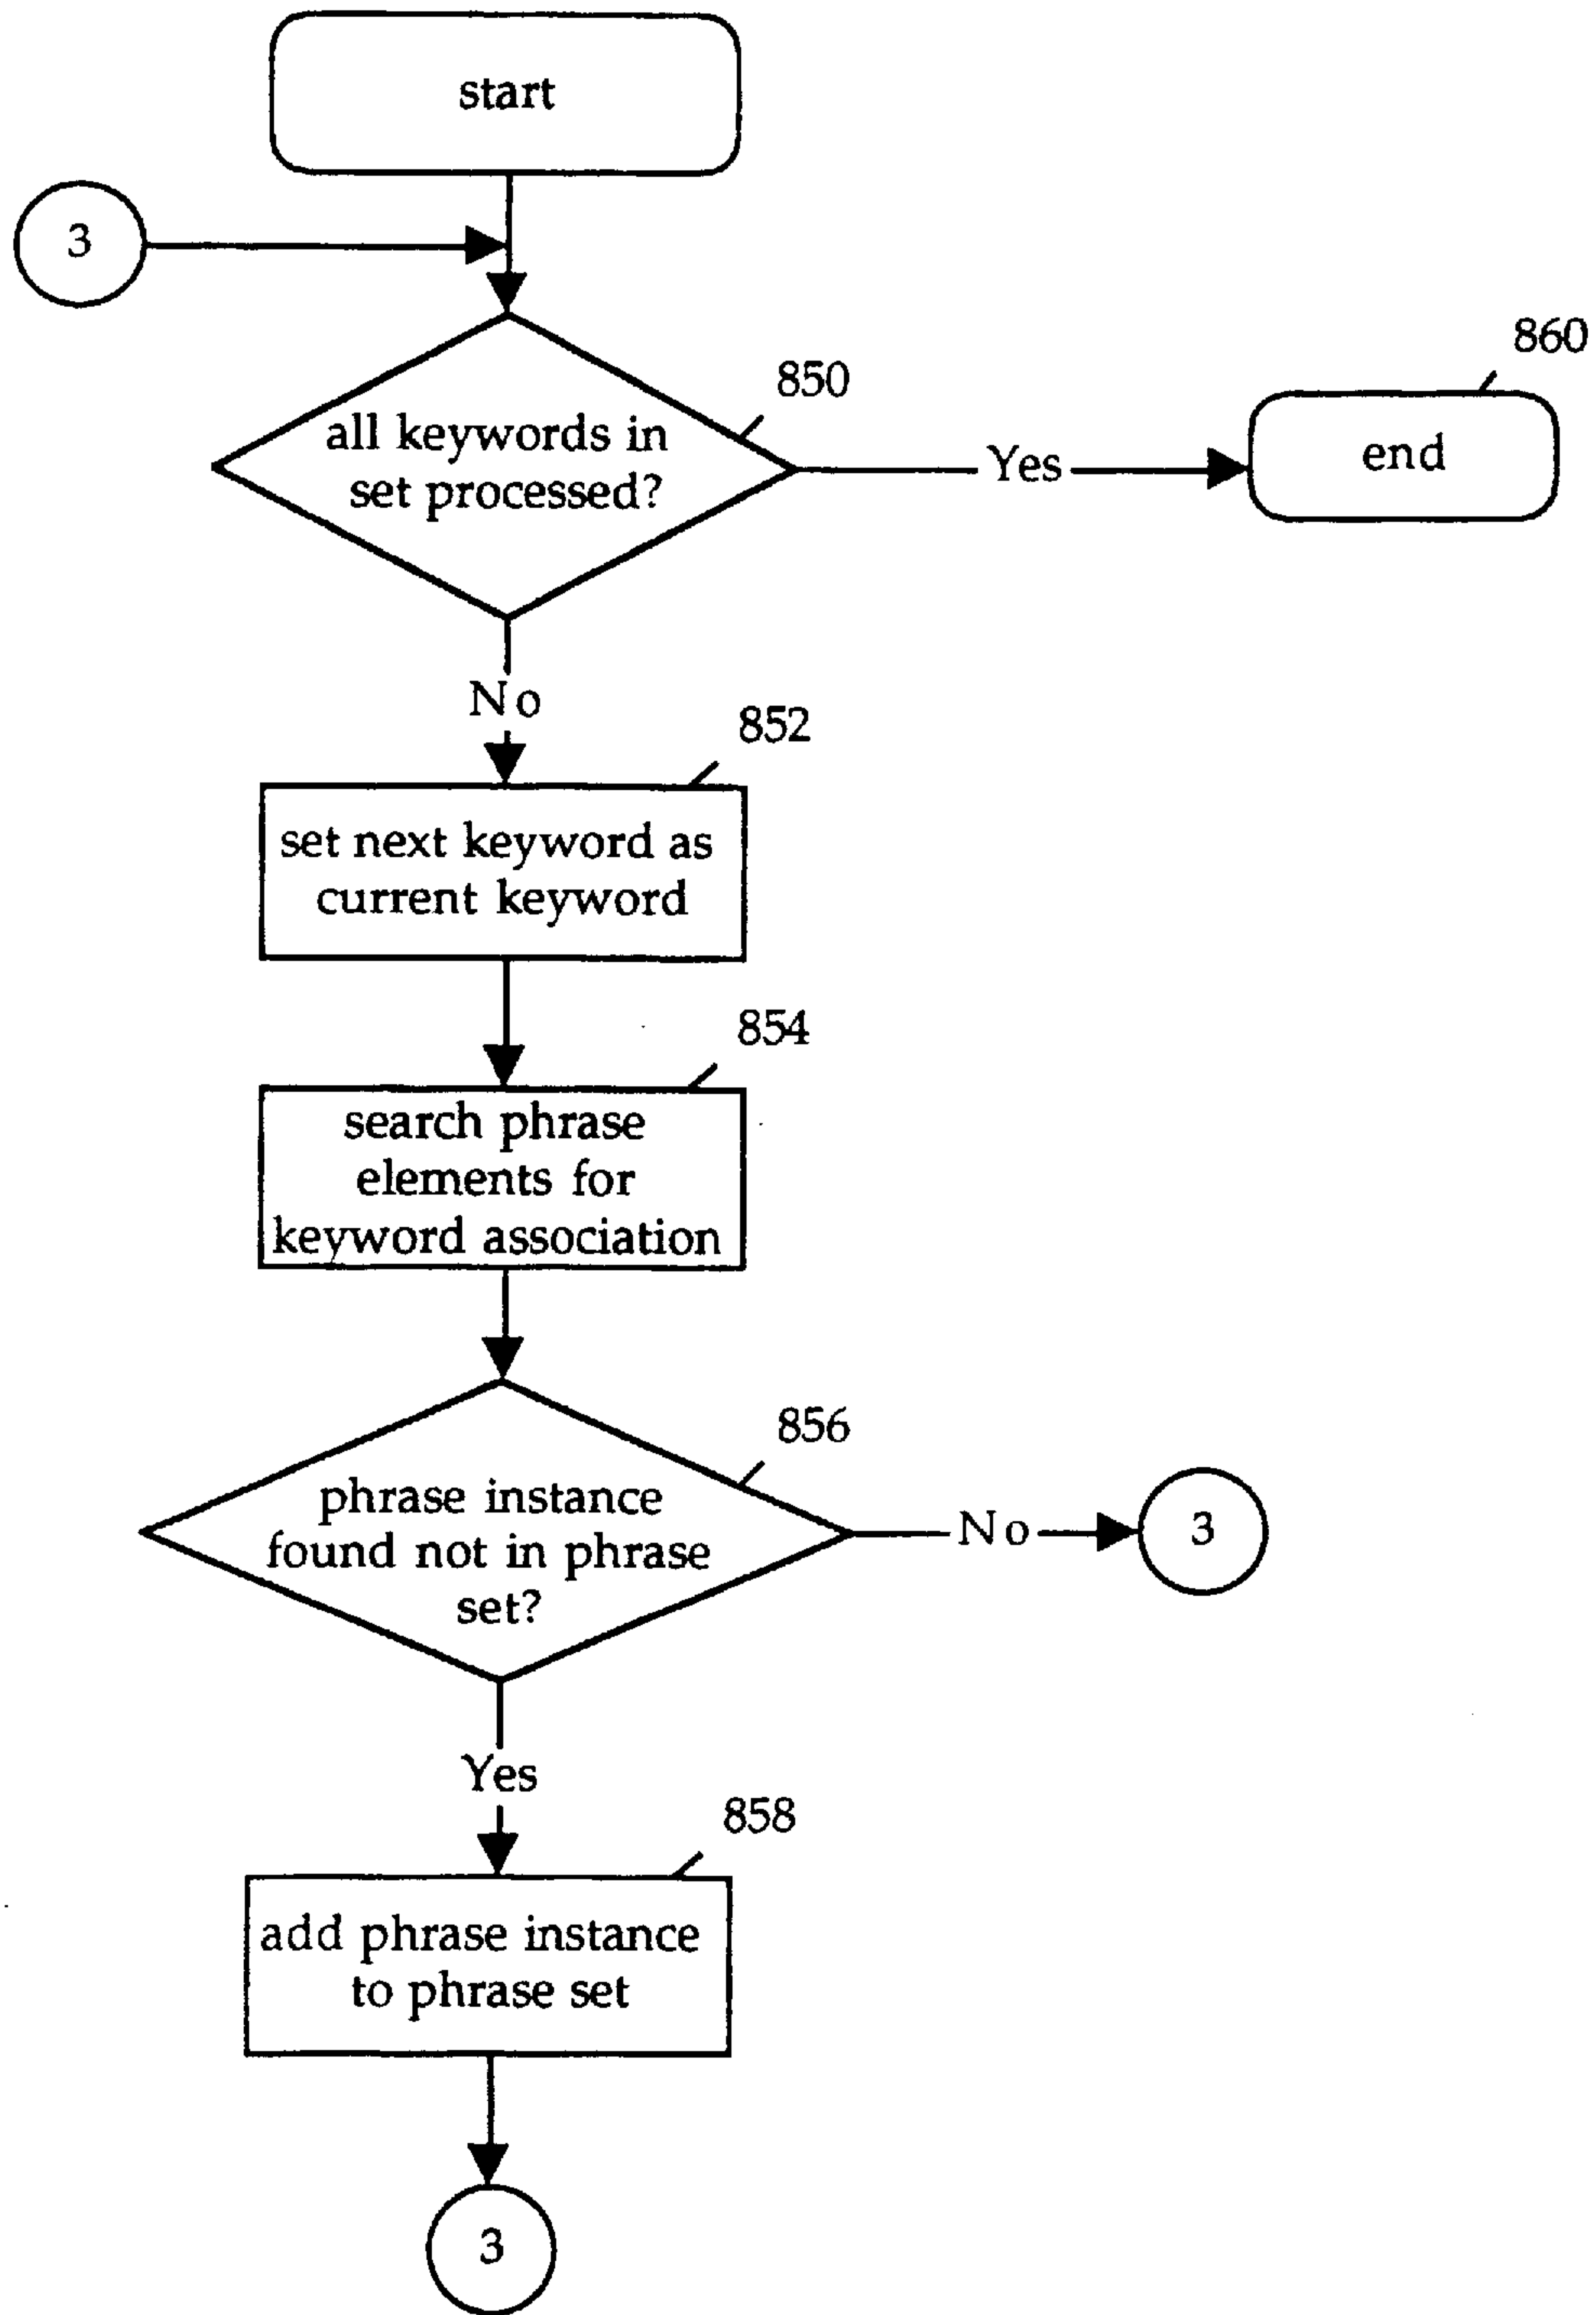 start
3
860
850
all keywords in
set processed?
Yes
end
No
852
set next keyword as
current keyword
854
search phrase
elements for
keyword association
856
phrase instance
found not in phrase
set?
No
3
Yes
858
add phrase instance
to phrase set
3